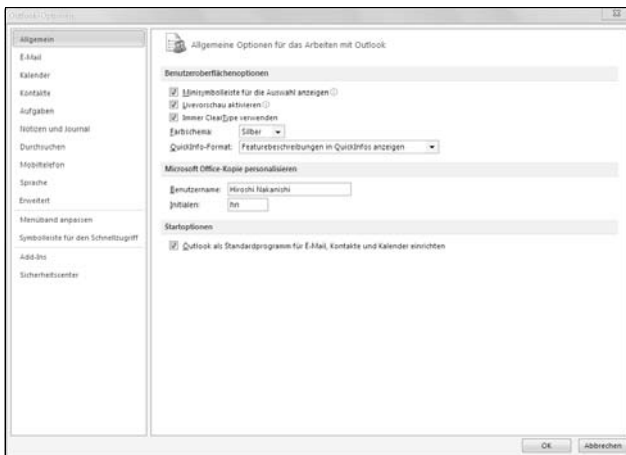 Outlook-Optionen
Allgemein
E-Mail
Kalender
Kontakte
Aufgaben
Notizen und Journal
Durchsuchen
Mobiltelefon
Sprache
Erweitert
Menüband anpassen
Symbolleiste für den Schnellzugriff
Add-Ins
Sicherheitscenter
Allgemeine Optionen für das Arbeiten mit Outlook
Benutzeroberflächenoptionen
Minisymbolleiste für die Auswahl anzeigen
Livevorschau aktivieren
Immer ClearType verwenden
Farbschema: Silber
QuickInfo-Format: Featurebeschreibungen in QuickInfos anzeigen
Microsoft Office-Kopie personalisieren
Benutzername: Hiroshi Nakanishi
Initialen: hn
Startoptionen
Outlook als Standardprogramm für E-Mail, Kontakte und Kalender einrichten
OK Abbrechen